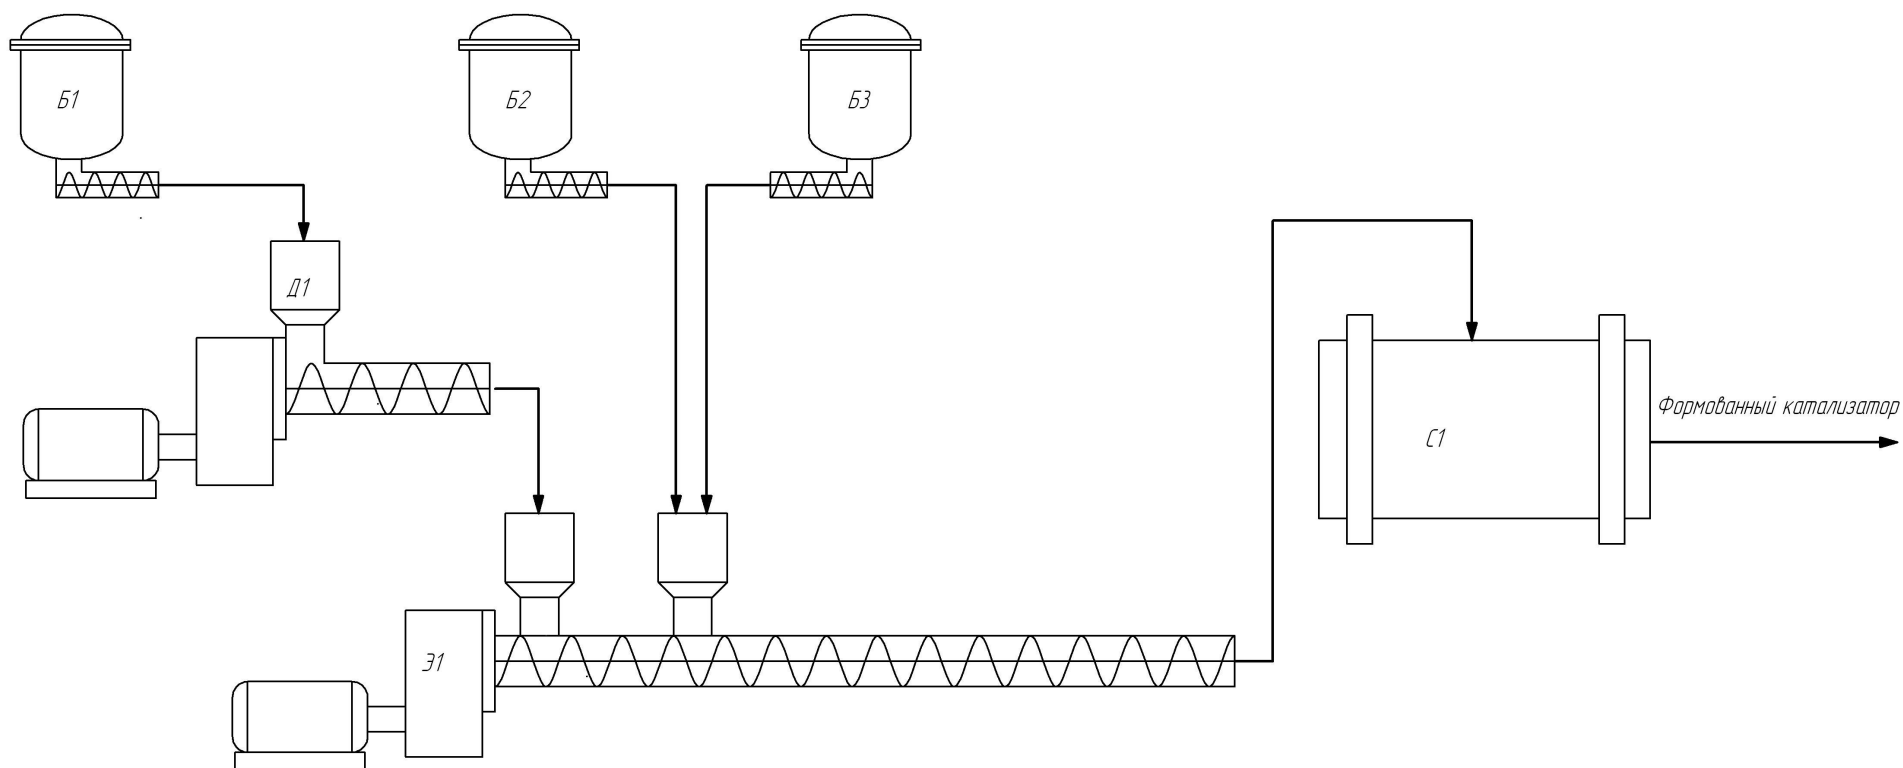 Б1
Б2
Б3
Д1
Формованный катализатор
С1
Э1